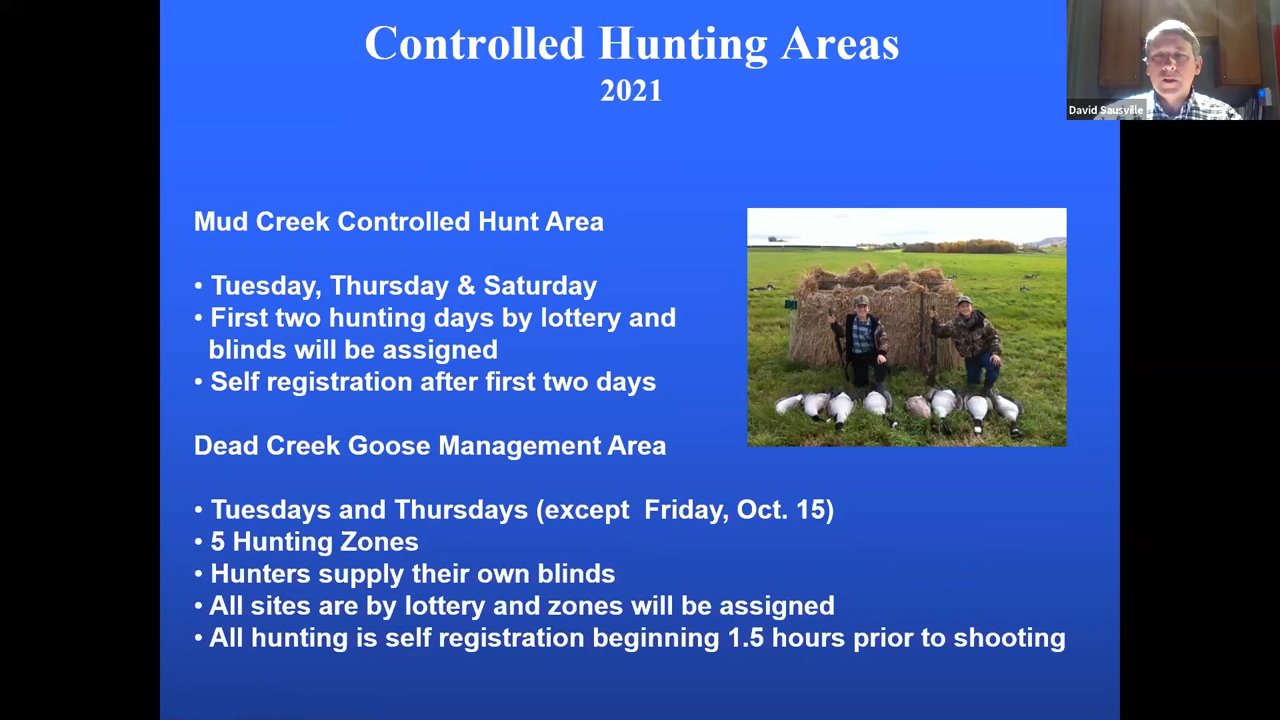 Controlled Hunting Areas
2021
David Sausville
Mud Creek Controlled Hunt Area
• Tuesday, Thursday & Saturday
• First two hunting days by lottery and
blinds will be assigned
• Self registration after first two days
Dead Creek Goose Management Area
• Tuesdays and Thursdays (except Friday, Oct. 15)
• 5 Hunting Zones
• Hunters supply their own blinds
• All sites are by lottery and zones will be assigned
• All hunting is self registration beginning 1.5 hours prior to shooting